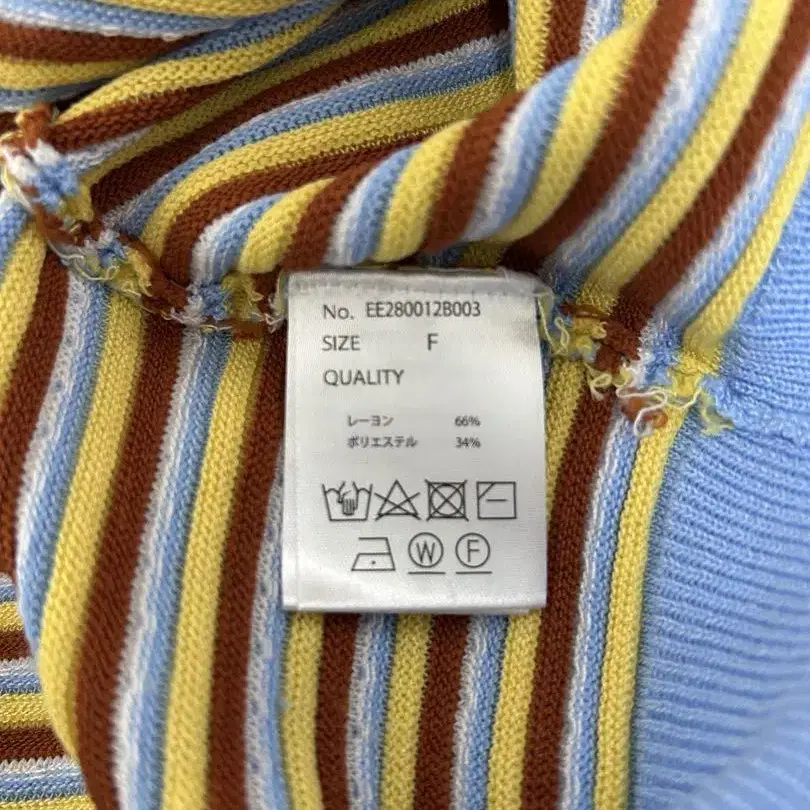 No. EE280012B003
SIZE F
QUALITY
レーヨン 66%
ポリエステル 34%
W F